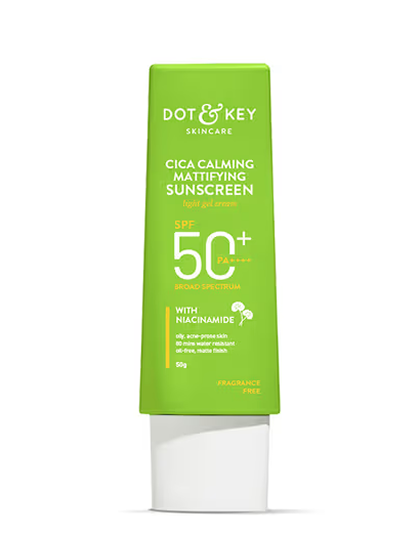 DOT & KEY
SKINCARE
CICA CALMING
MATTIFYING
SUNSCREEN
light gel cream
SPF
50+
PA++++
BROAD SPECTRUM
WITH
NIACINAMIDE
oily, acne-prone skin
80 mins water resistant
oil-free, matte finish
50g
FRAGRANCE
FREE